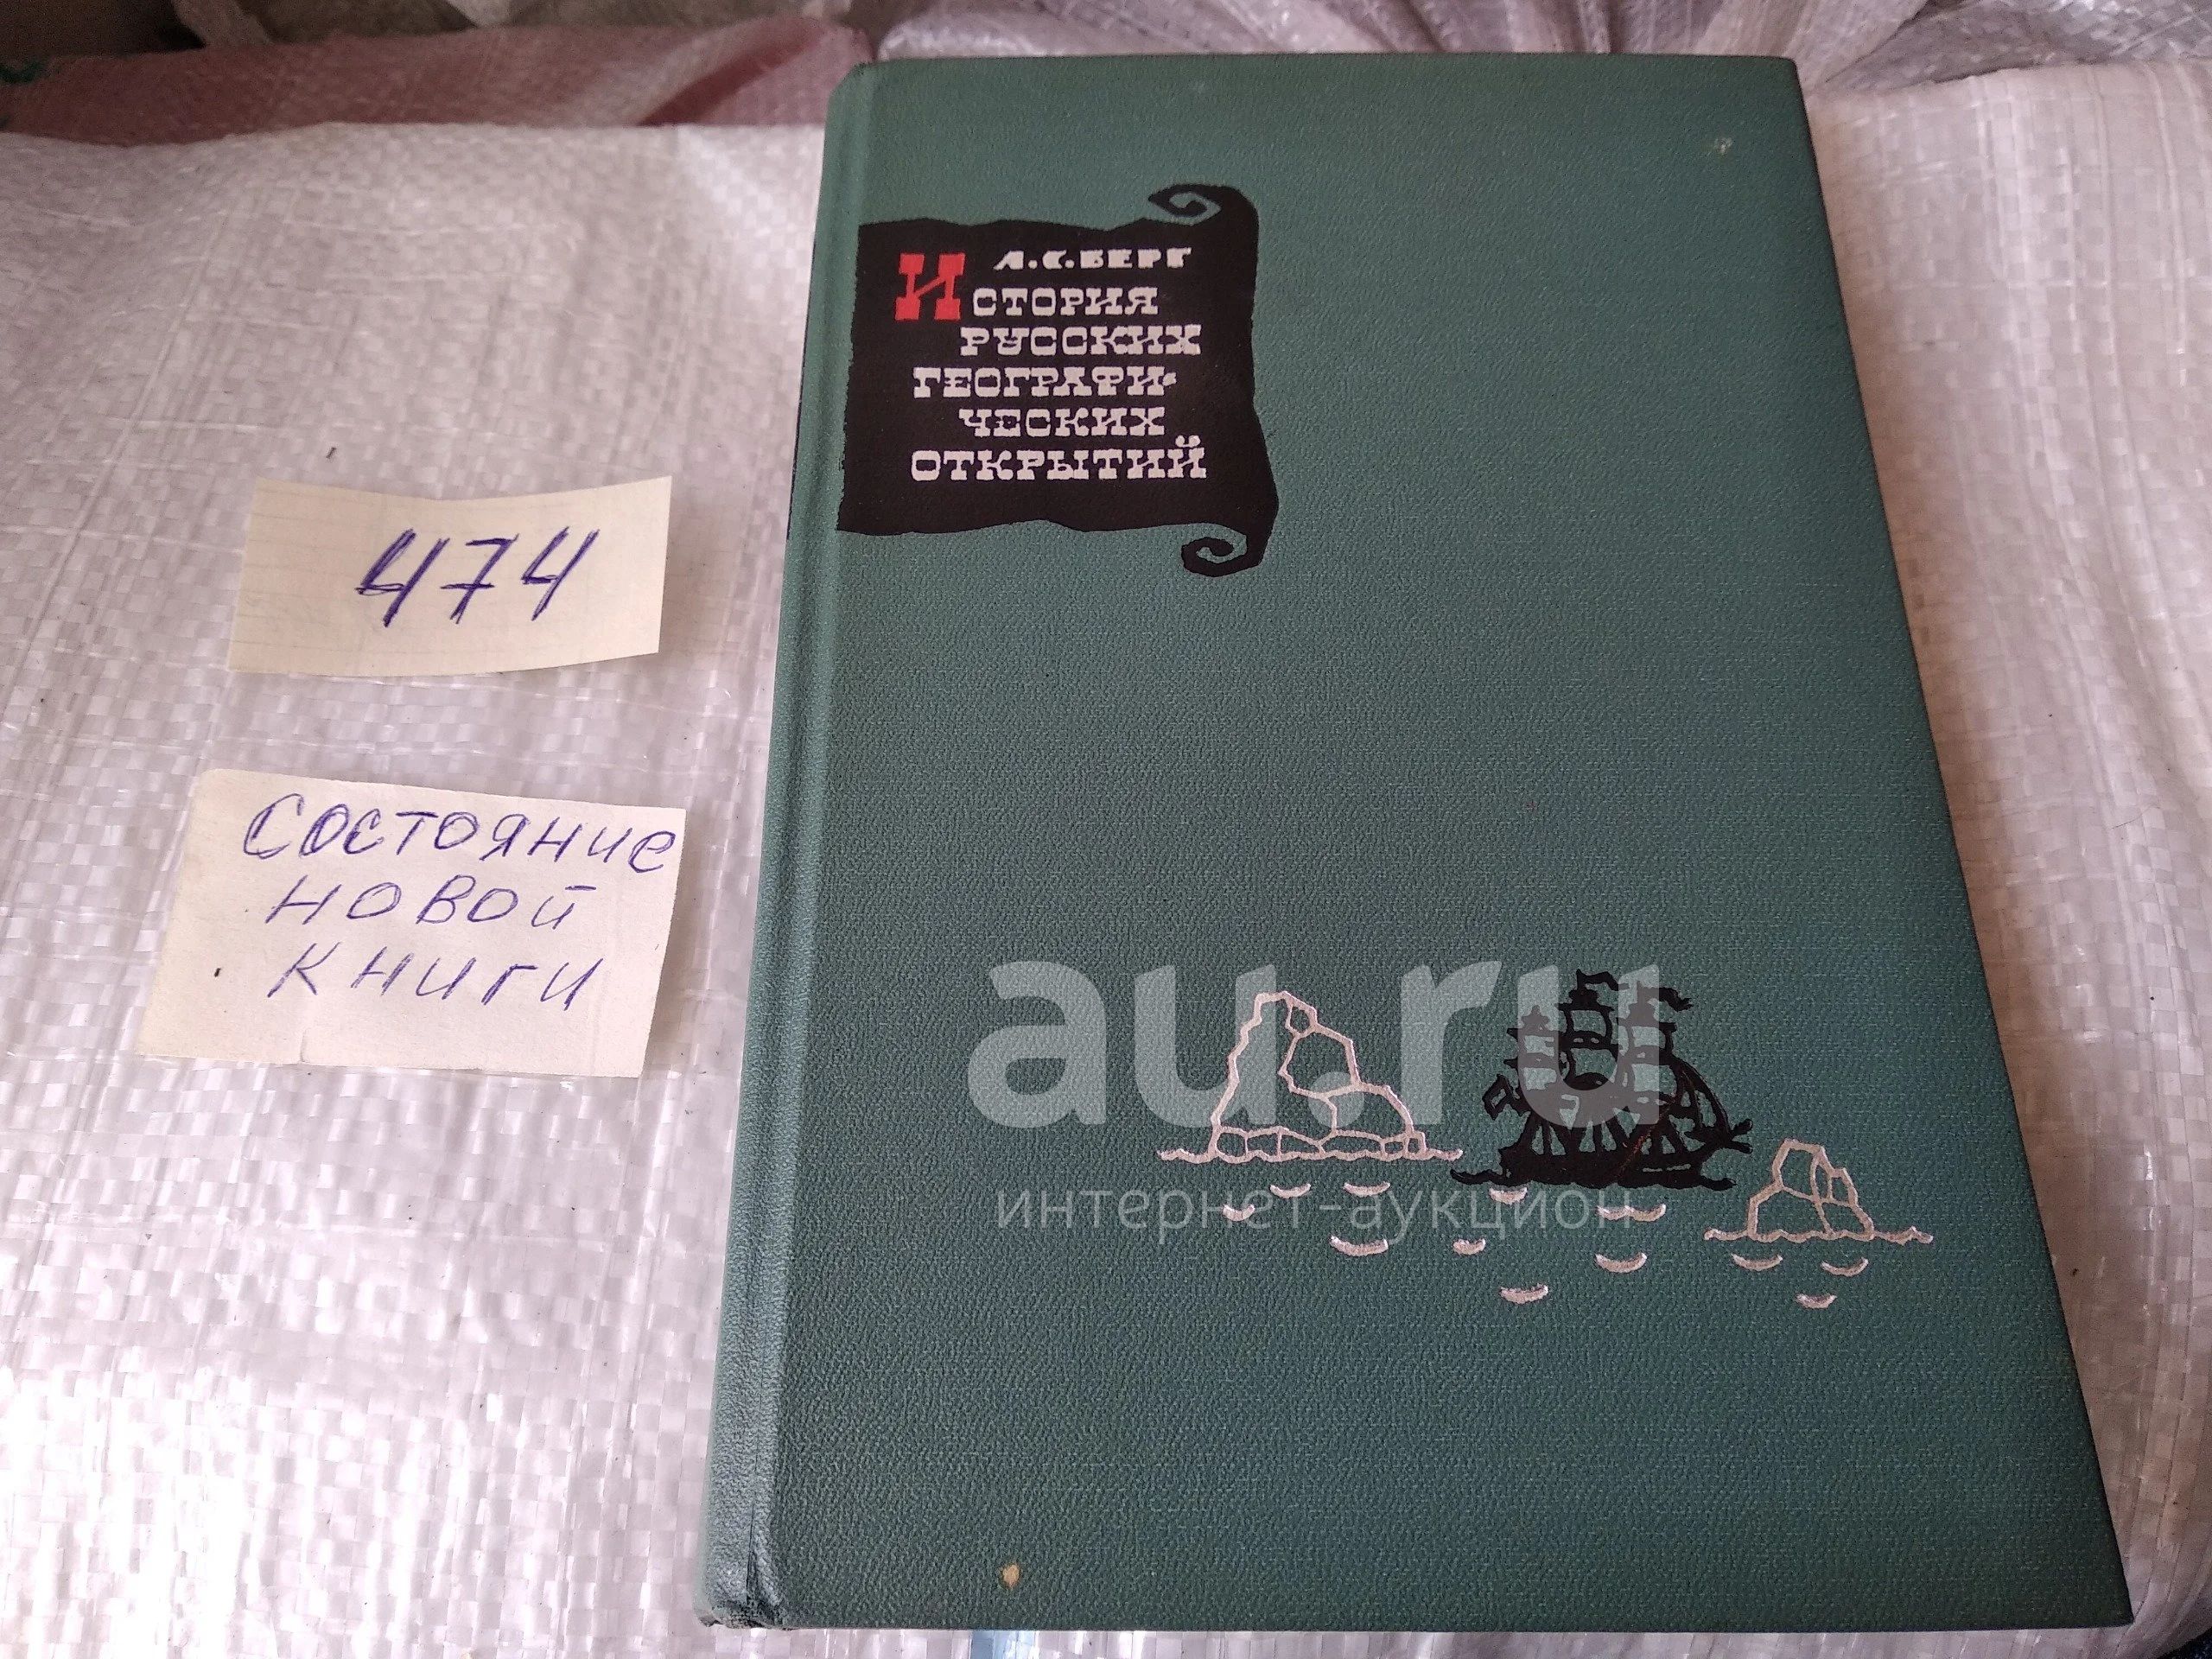 Л.С.БЕРГ
ИСТОРИЯ
РУССКИХ
ГЕОГРАФИ-
ЧЕСКИХ
ОТКРЫТИЙ
474
состояние
новой
книги
au.ru
интернет-аукцион